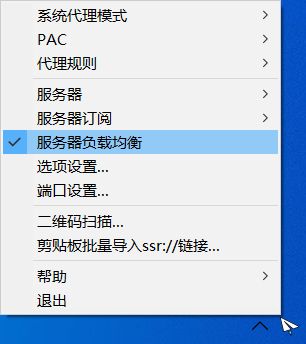 系统代理模式
PAC
代理规则
服务器
服务器订阅
服务器负载均衡
选项设置...
端口设置...
二维码扫描...
剪贴板批量导入ssr://链接...
帮助
退出